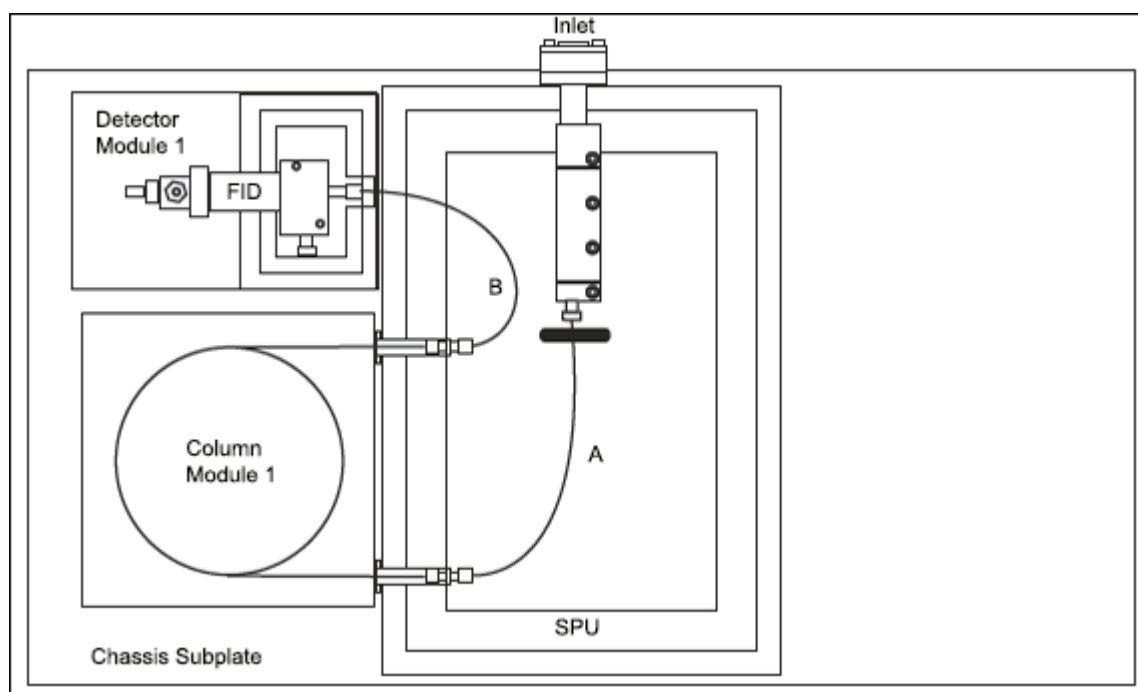 Inlet
Detector
Module 1
FID
B
Column
Module 1
A
SPU
Chassis Subplate